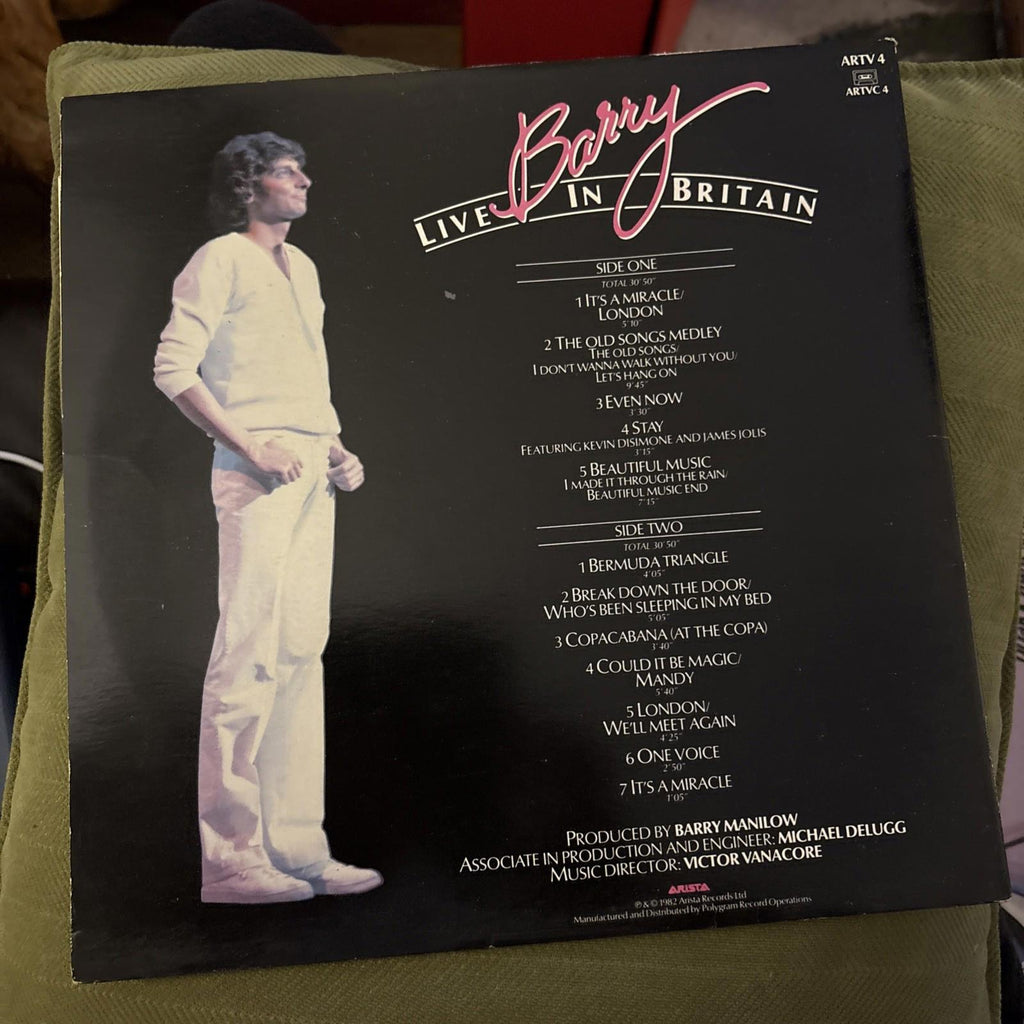 ARTV 4
ARTVC 4
Barry
LIVE IN BRITAIN
SIDE ONE
TOTAL 30' 50"
1 IT'S A MIRACLE/
LONDON
5' 10"
2 THE OLD SONGS MEDLEY
THE OLD SONGS/
I DON'T WANNA WALK WITHOUT YOU/
LET'S HANG ON
9' 45"
3 EVEN NOW
3' 30"
4 STAY
FEATURING KEVIN DISIMONE AND JAMES JOLIS
3' 15"
5 BEAUTIFUL MUSIC
I MADE IT THROUGH THE RAIN/
BEAUTIFUL MUSIC END
7' 15"
SIDE TWO
TOTAL 30' 50"
1 BERMUDA TRIANGLE
4' 05"
2 BREAK DOWN THE DOOR/
WHO'S BEEN SLEEPING IN MY BED
5' 05"
3 COPACABANA (AT THE COPA)
3' 40"
4 COULD IT BE MAGIC/
MANDY
5' 40"
5 LONDON/
WE'LL MEET AGAIN
4' 25"
6 ONE VOICE
2' 50"
7 IT'S A MIRACLE
1' 05"
PRODUCED BY BARRY MANILOW
ASSOCIATE IN PRODUCTION AND ENGINEER: MICHAEL DELUGG
MUSIC DIRECTOR: VICTOR VANACORE
ARISTA
℗ & © 1982 Arista Records Ltd
Manufactured and Distributed by Polygram Record Operations